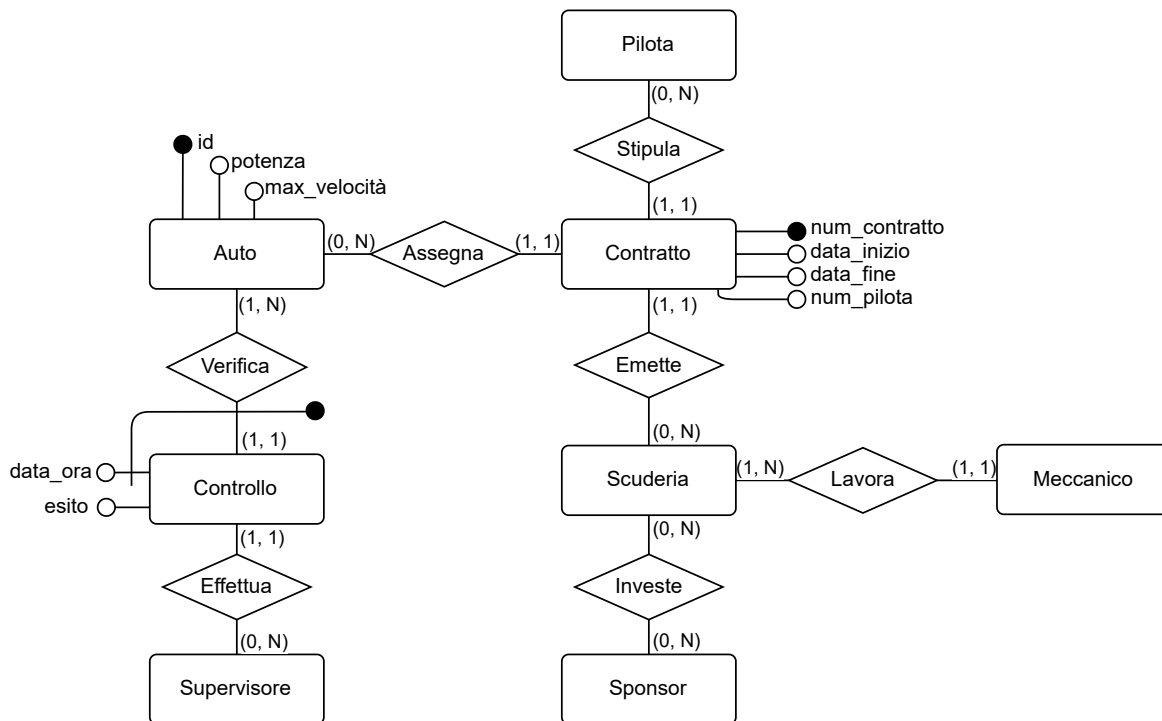 Pilota
(0, N)
Stipula
(1, 1)
id
potenza
max_velocità
Auto
(0, N)
Assegna
(1, 1)
Contratto
num_contratto
data_inizio
data_fine
num_pilota
(1, N)
(1, 1)
Verifica
Emette
(1, 1)
(0, N)
data_ora
esito
Controllo
Scuderia
(1, N)
Lavora
(1, 1)
Meccanico
(1, 1)
(0, N)
Effettua
Investe
(0, N)
(0, N)
Supervisore
Sponsor